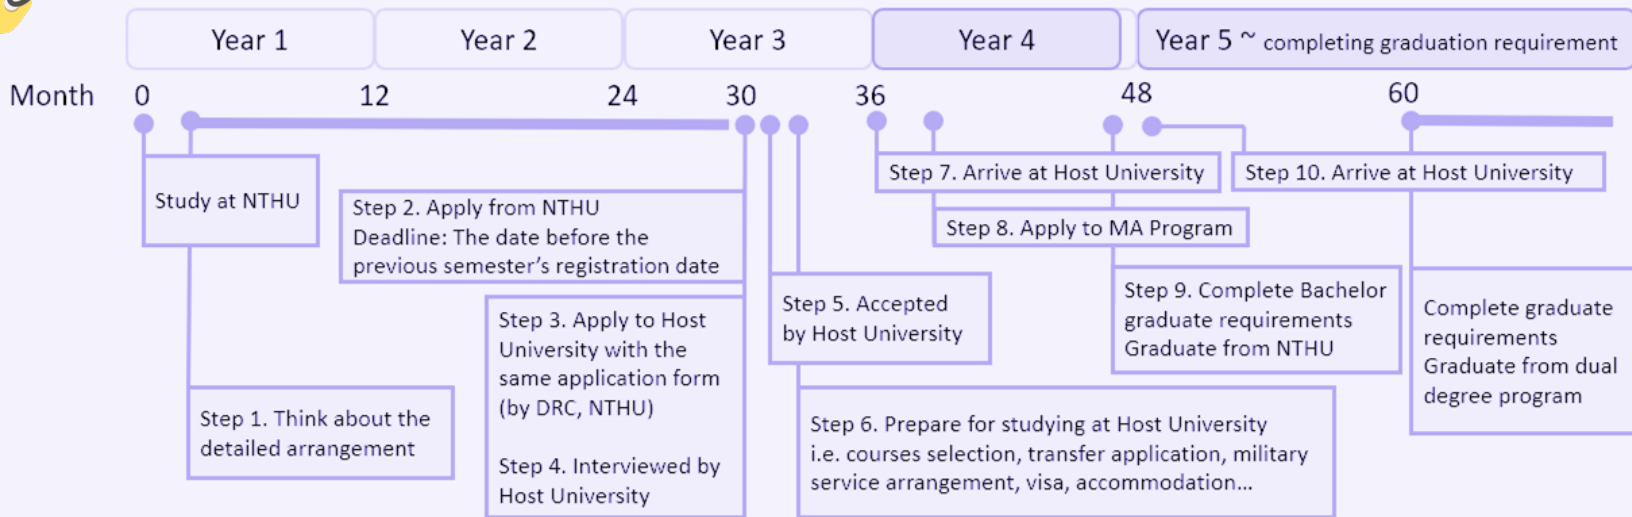 Year 1
Year 2
Year 3
Year 4
Year 5 ~ completing graduation requirement
Month
0
12
24
30
36
48
60
Study at NTHU
Step 1. Think about the
detailed arrangement
Step 2. Apply from NTHU
Deadline: The date before the
previous semester’s registration date
Step 3. Apply to Host
University with the
same application form
(by DRC, NTHU)
Step 4. Interviewed by
Host University
Step 5. Accepted
by Host University
Step 6. Prepare for studying at Host University
i.e. courses selection, transfer application, military
service arrangement, visa, accommodation...
Step 7. Arrive at Host University
Step 8. Apply to MA Program
Step 9. Complete Bachelor
graduate requirements
Graduate from NTHU
Step 10. Arrive at Host University
Complete graduate
requirements
Graduate from dual
degree program